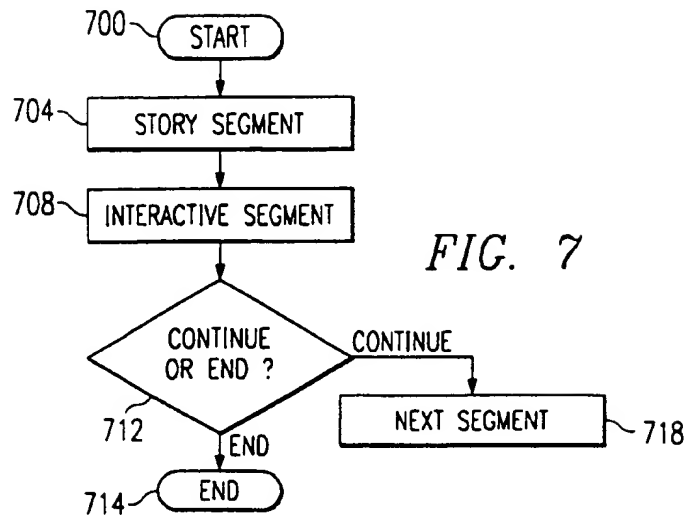 700
START
704
STORY SEGMENT
708
INTERACTIVE SEGMENT
FIG. 7
CONTINUE
OR END ?
CONTINUE
712
NEXT SEGMENT
718
END
714
END